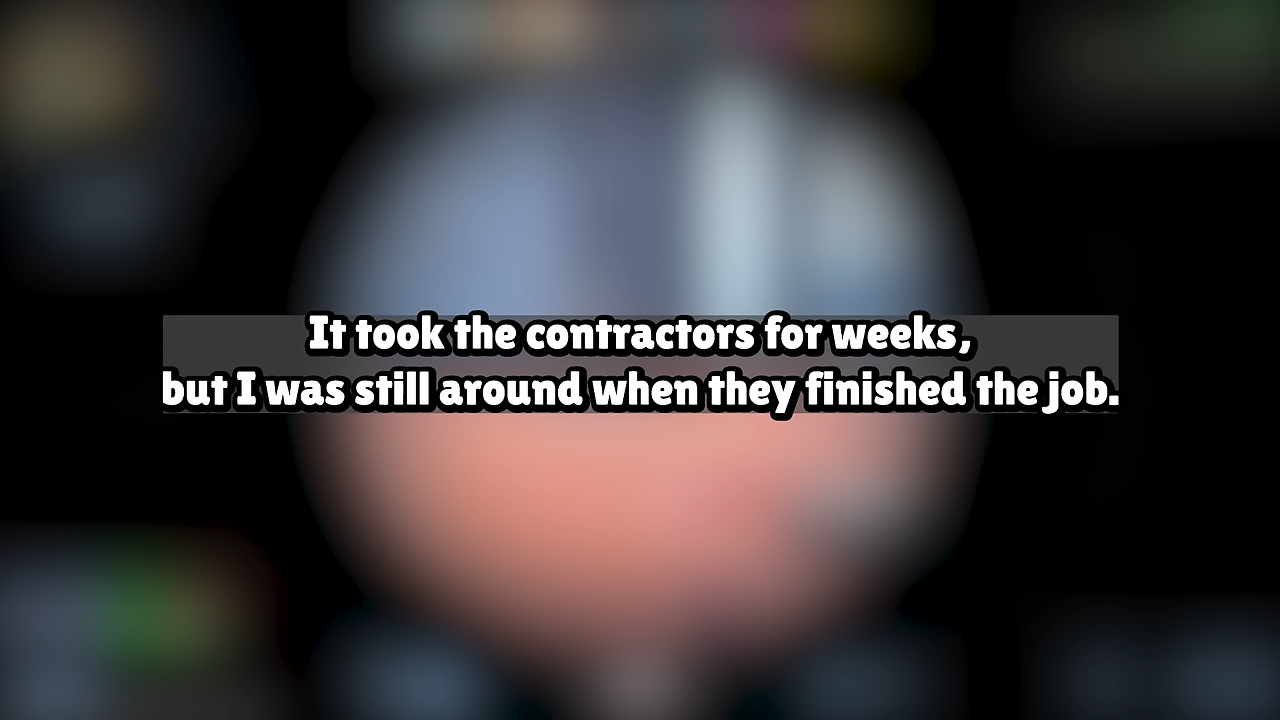 It took the contractors for weeks,
but I was still around when they finished the job.